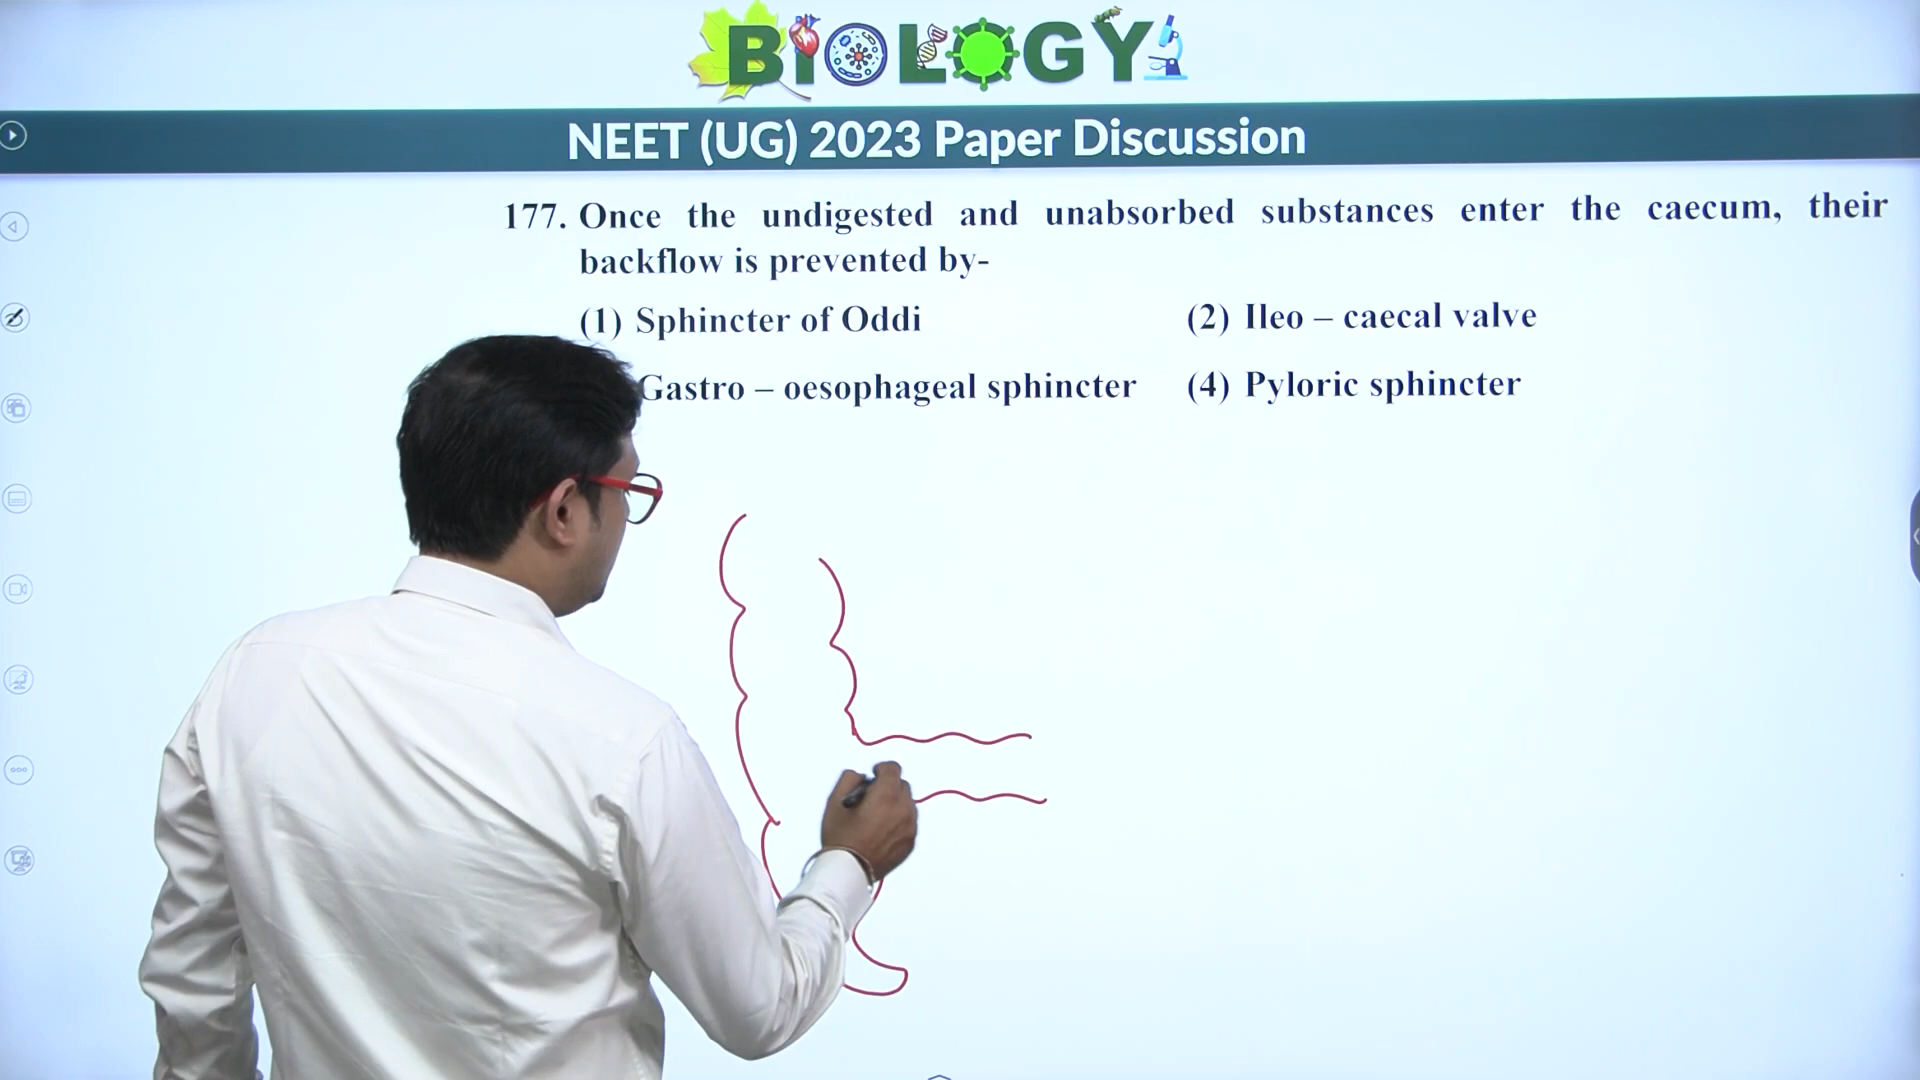 BIOLOGY
NEET (UG) 2023 Paper Discussion
177. Once the undigested and unabsorbed substances enter the caecum, their
backflow is prevented by-
(1) Sphincter of Oddi (2) Ileo – caecal valve
Gastro – oesophageal sphincter (4) Pyloric sphincter